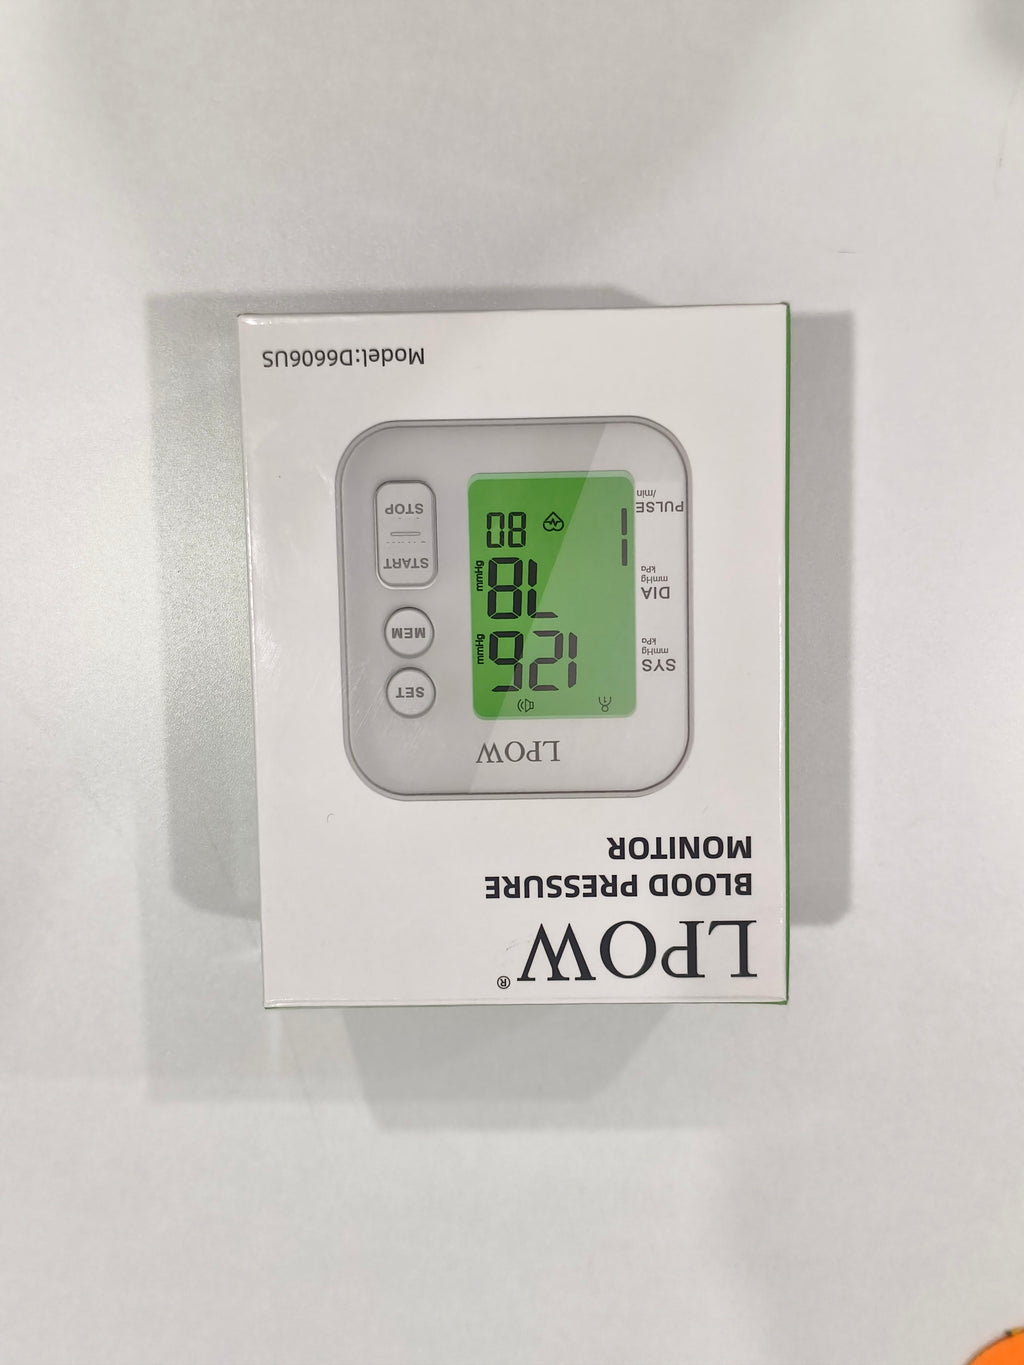 LPOW®
BLOOD PRESSURE
MONITOR
LPOW
SYS
mmHg
kPa
126
mmHg
DIA
mmHg
kPa
78
mmHg
PULSE
/min
80
SET
MEM
START
STOP
Model:D6606US